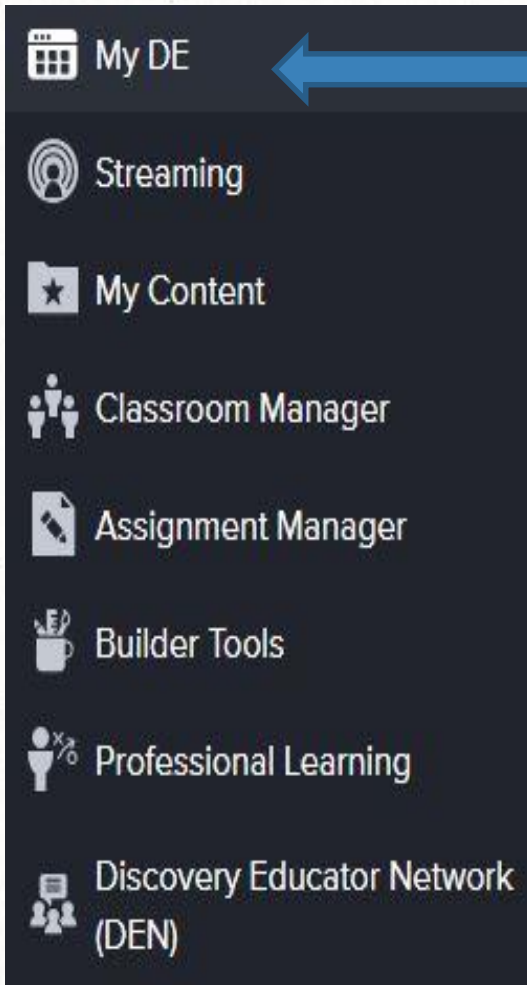 My DE
Streaming
My Content
Classroom Manager
Assignment Manager
Builder Tools
Professional Learning
Discovery Educator Network
(DEN)